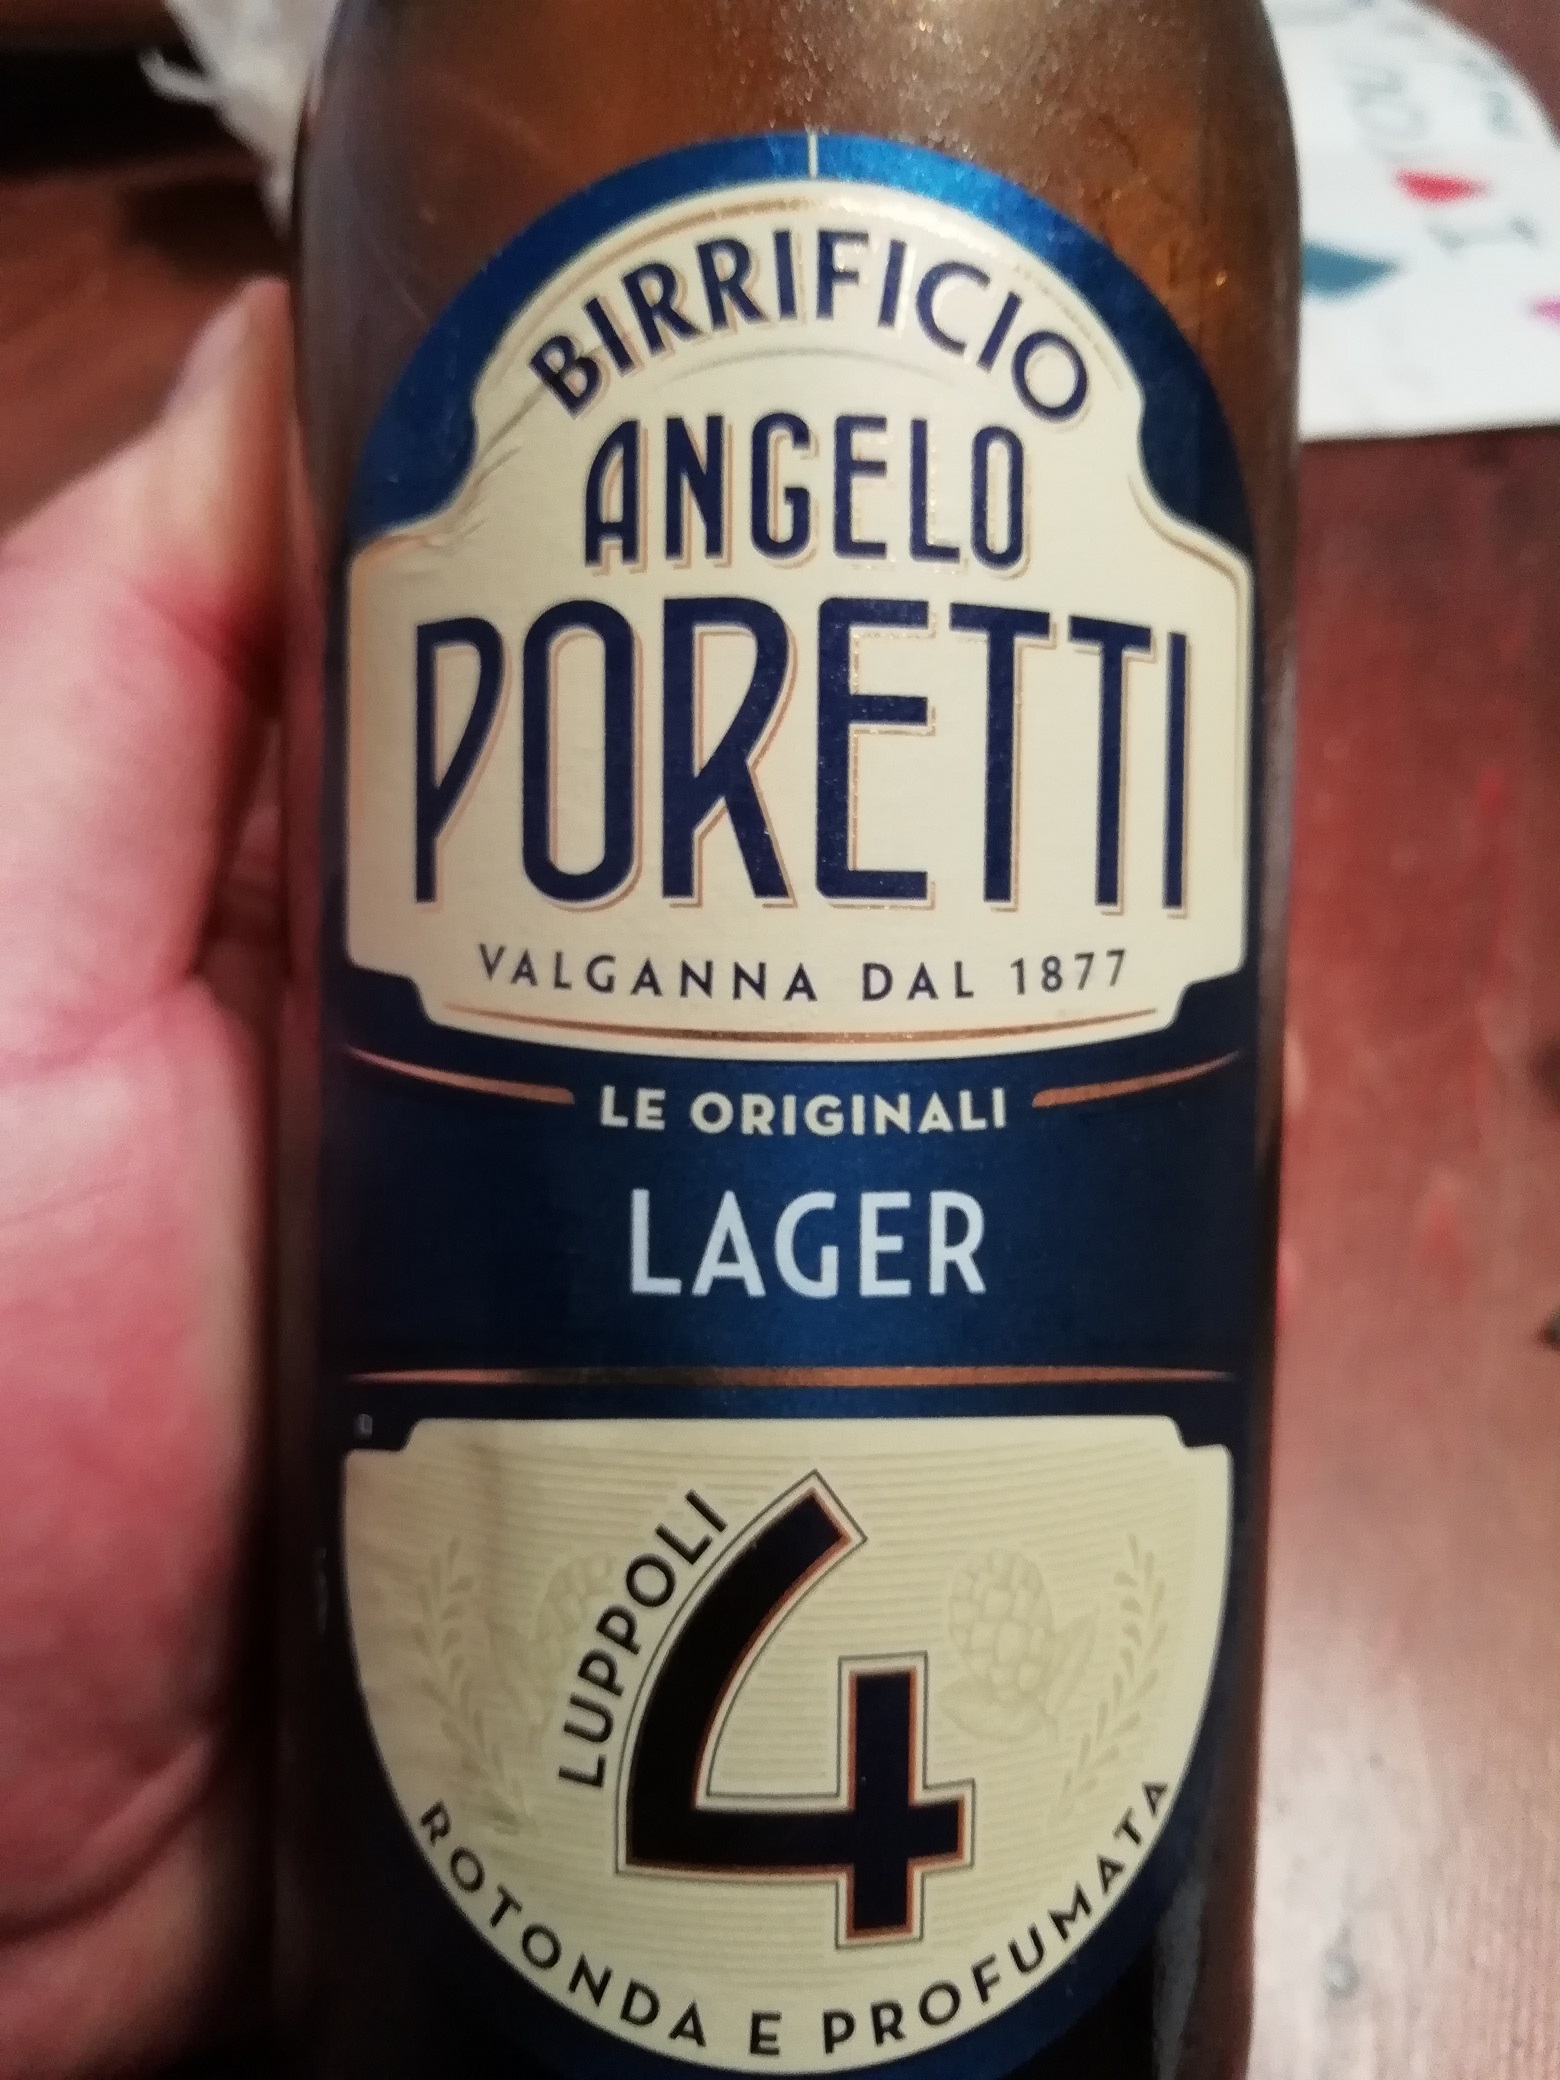 BIRRIFICIO
ANGELO
PORETTI
VALGANNA DAL 1877
LE ORIGINALI
LAGER
LUPPOLI
4
ROTONDA E PROFUMATA